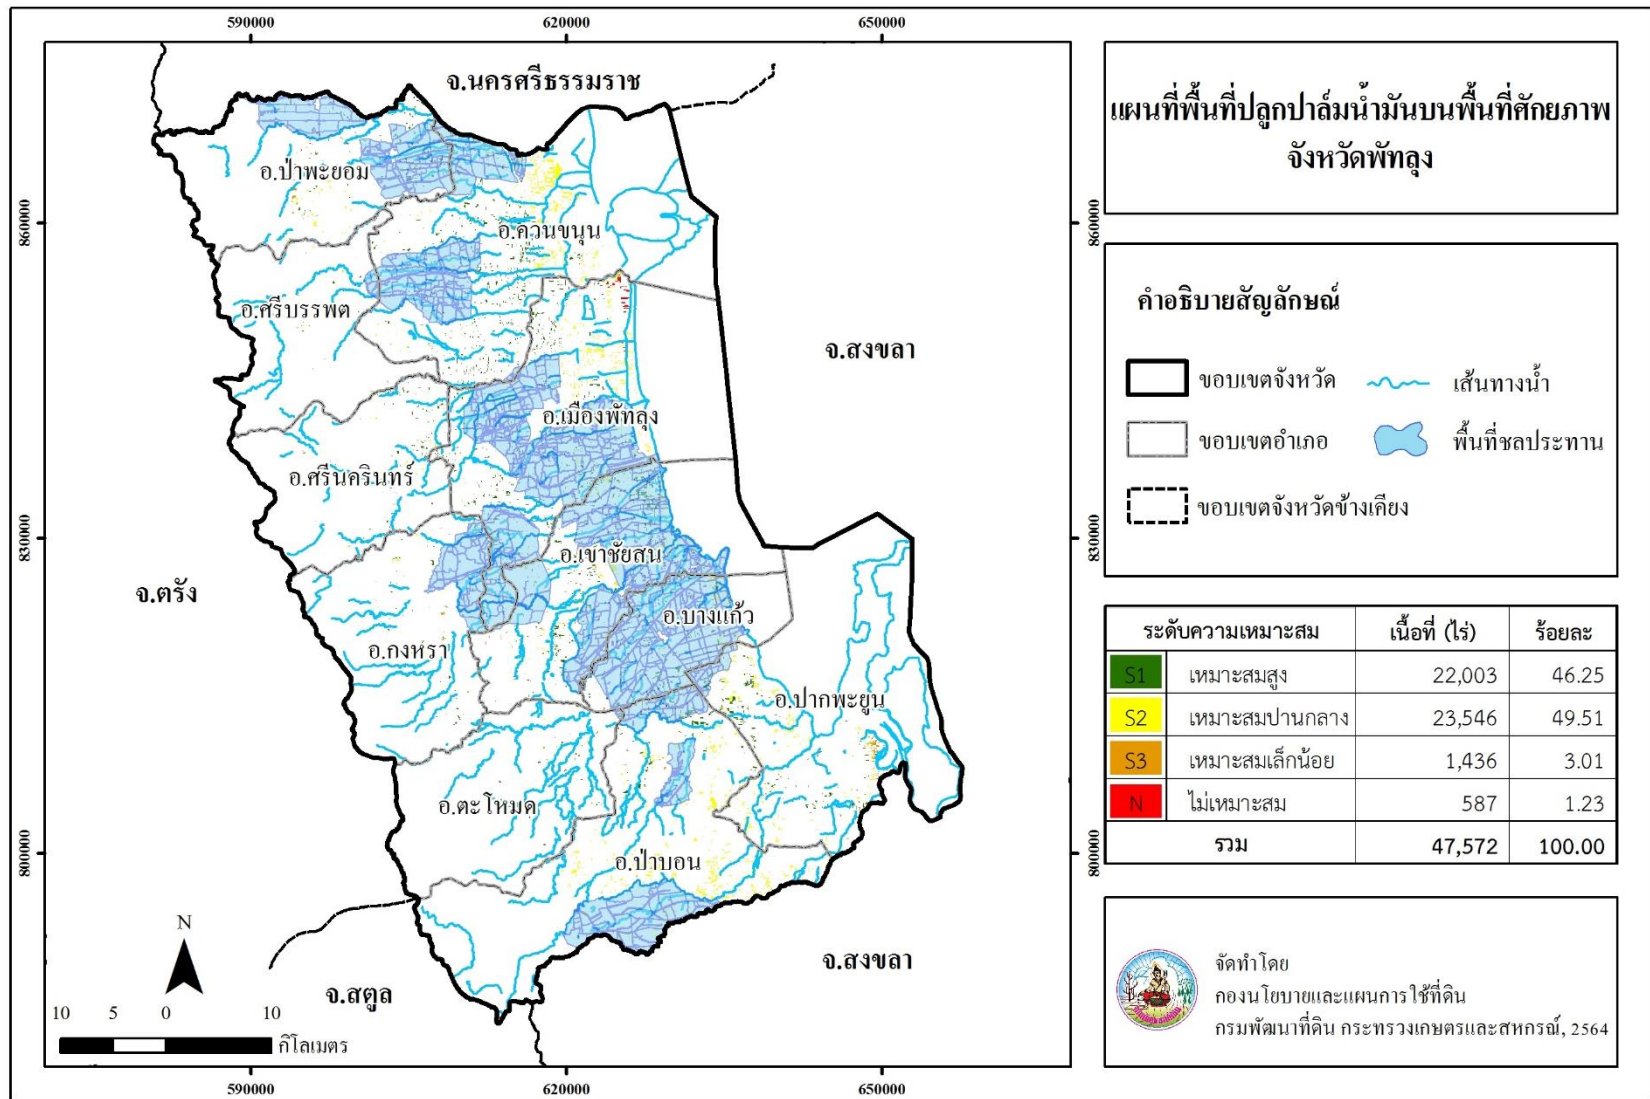 590000
620000
650000
จ.นครศรีธรรมราช
อ.ป่าพะยอม
860000
860000
อ.ควนขนุน
อ.ศรีบรรพต
จ.สงขลา
อ.เมืองพัทลุง
อ.ศรีนครินทร์
830000
830000
อ.เขาชัยสน
จ.ตรัง
อ.บางแก้ว
อ.กงหรา
อ.ปากพะยูน
อ.ตะโหมด
800000
800000
อ.ป่าบอน
N
จ.สงขลา
จ.สตูล
10 5 0 10
กิโลเมตร
590000
620000
650000
แผนที่พื้นที่ปลูกปาล์มน้ำมันบนพื้นที่ศักยภาพ
จังหวัดพัทลุง
คำอธิบายสัญลักษณ์
ขอบเขตจังหวัด เส้นทางน้ำ
ขอบเขตอำเภอ พื้นที่ชลประทาน
ขอบเขตจังหวัดข้างเคียง
ระดับความเหมาะสม เนื้อที่ (ไร่) ร้อยละ
S1 เหมาะสมสูง 22,003 46.25
S2 เหมาะสมปานกลาง 23,546 49.51
S3 เหมาะสมเล็กน้อย 1,436 3.01
N ไม่เหมาะสม 587 1.23
รวม 47,572 100.00
จัดทำโดย
กองนโยบายและแผนการใช้ที่ดิน
กรมพัฒนาที่ดิน กระทรวงเกษตรและสหกรณ์, 2564